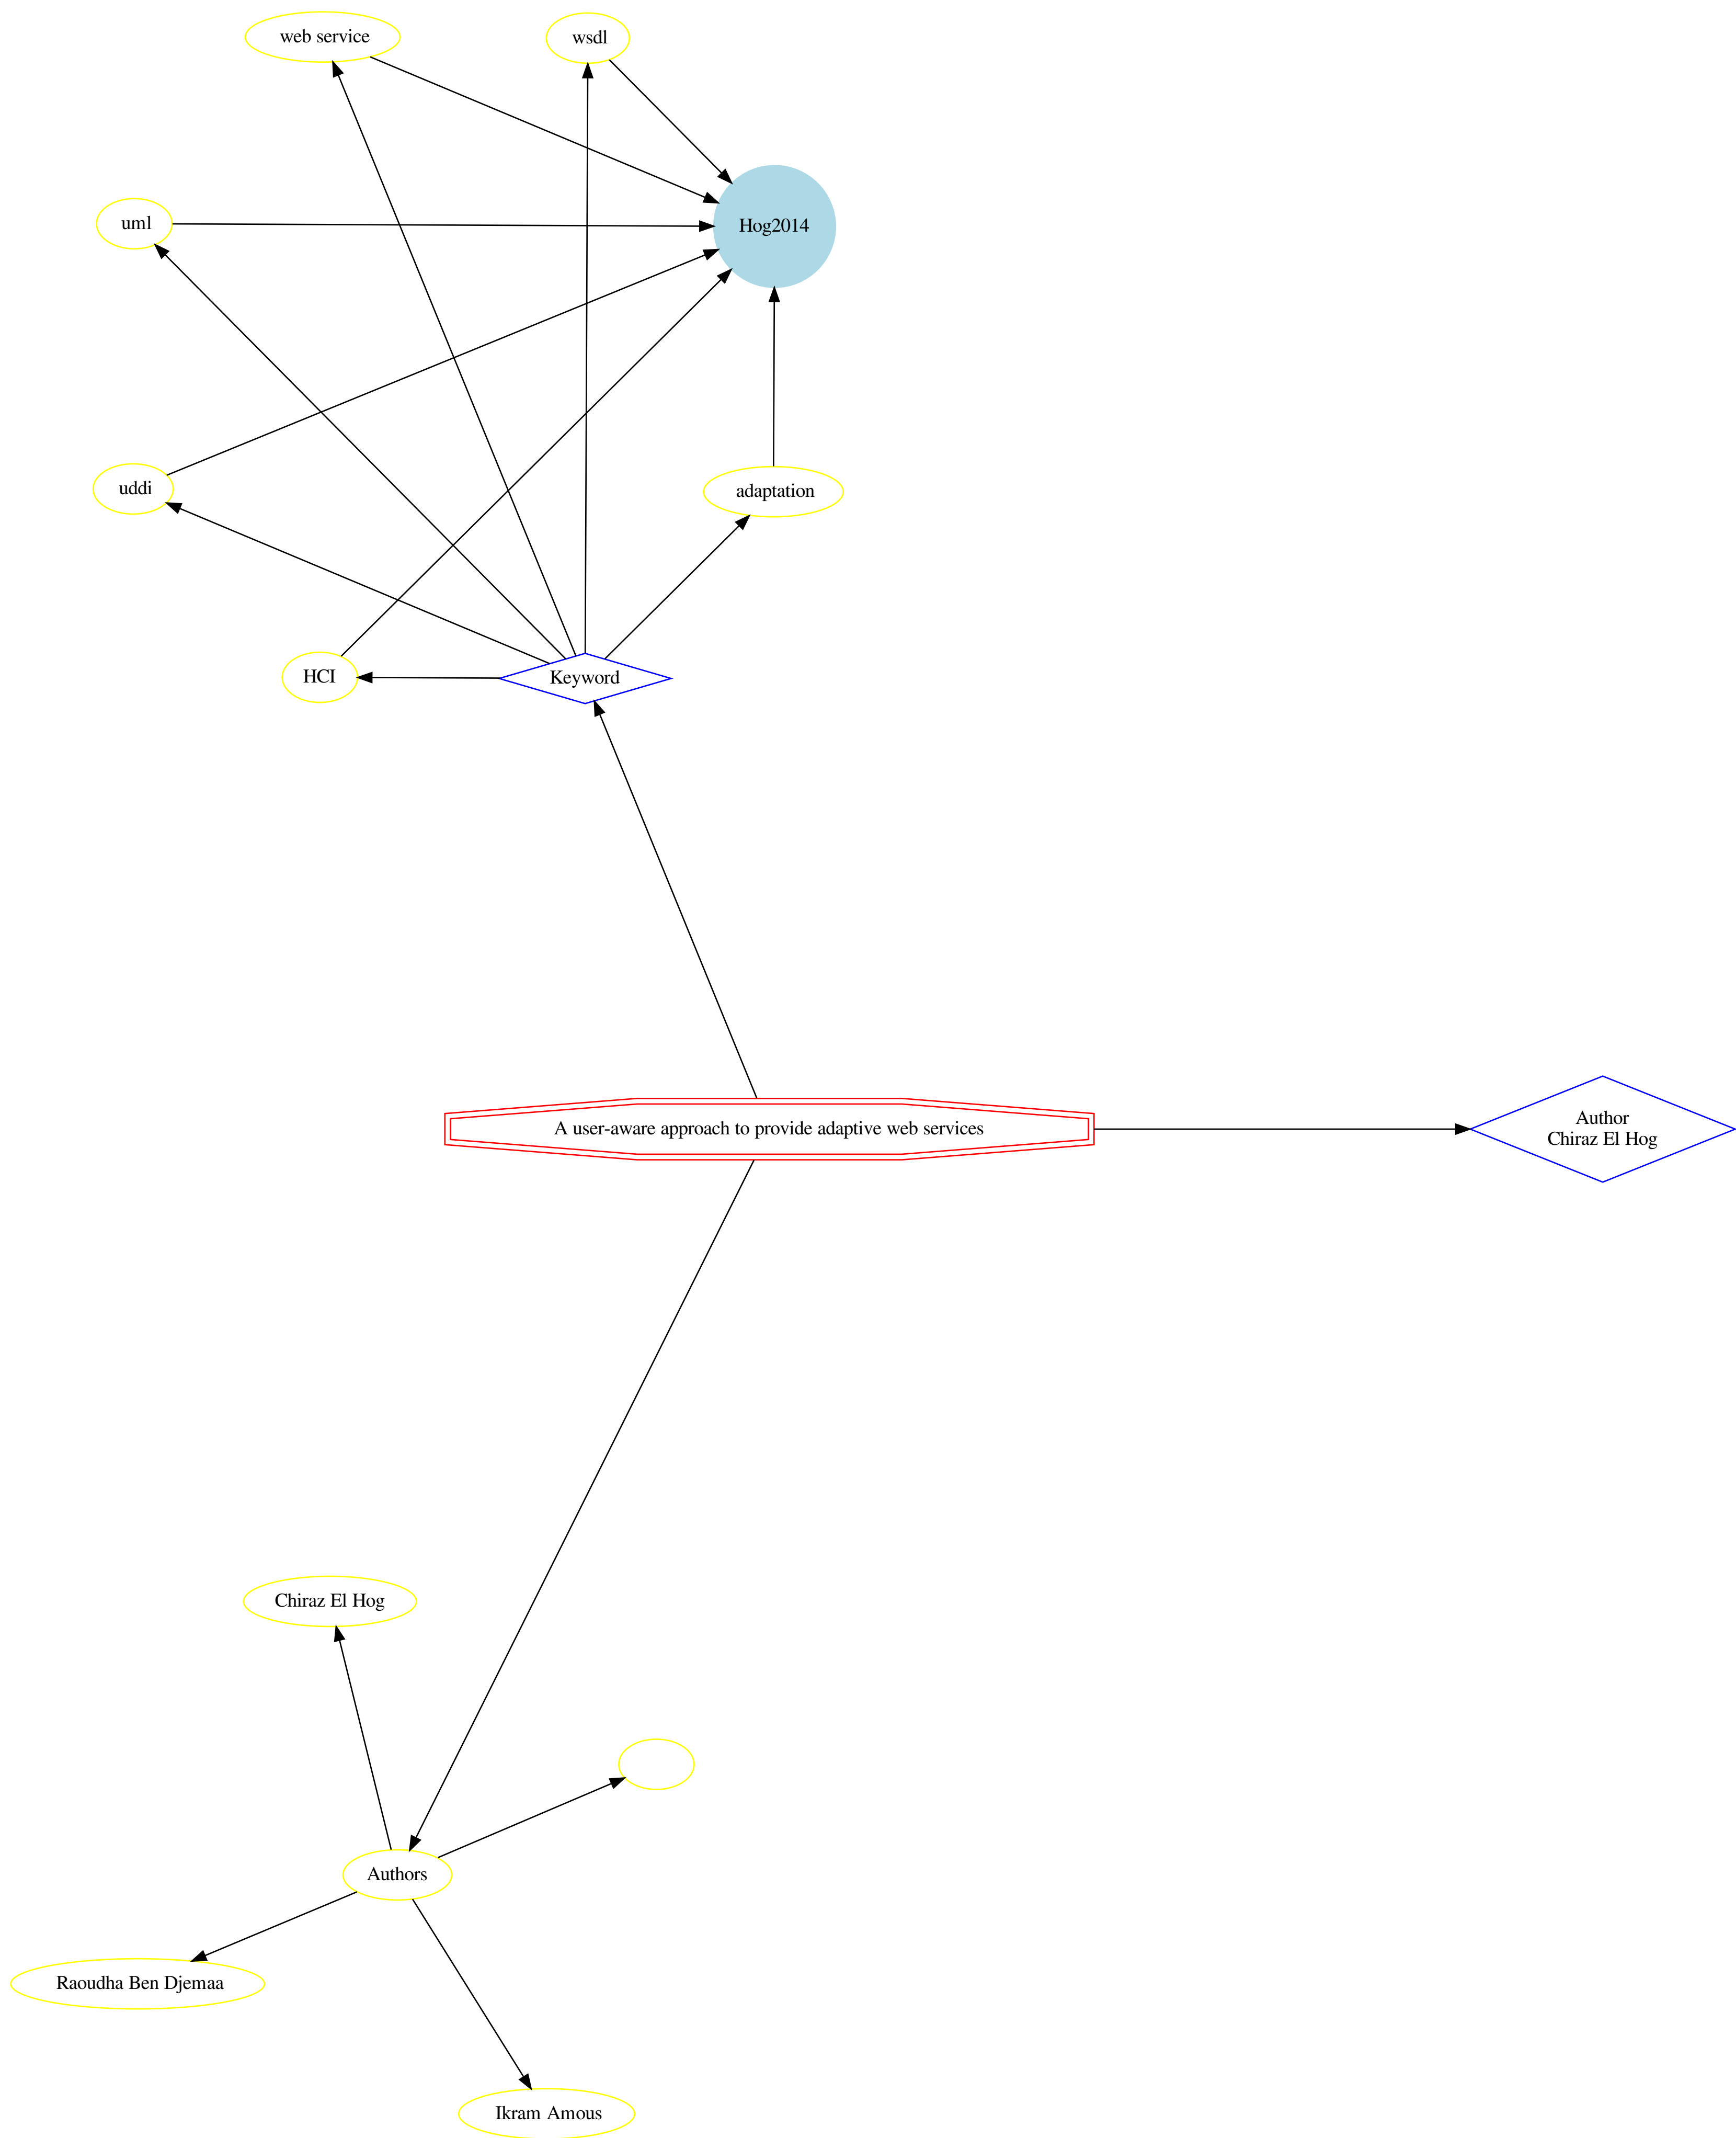 web service
wsdl
uml
Hog2014
uddi
adaptation
HCI
Keyword
A user-aware approach to provide adaptive web services
Author
Chiraz El Hog
Chiraz El Hog
Authors
Raoudha Ben Djemaa
Ikram Amous